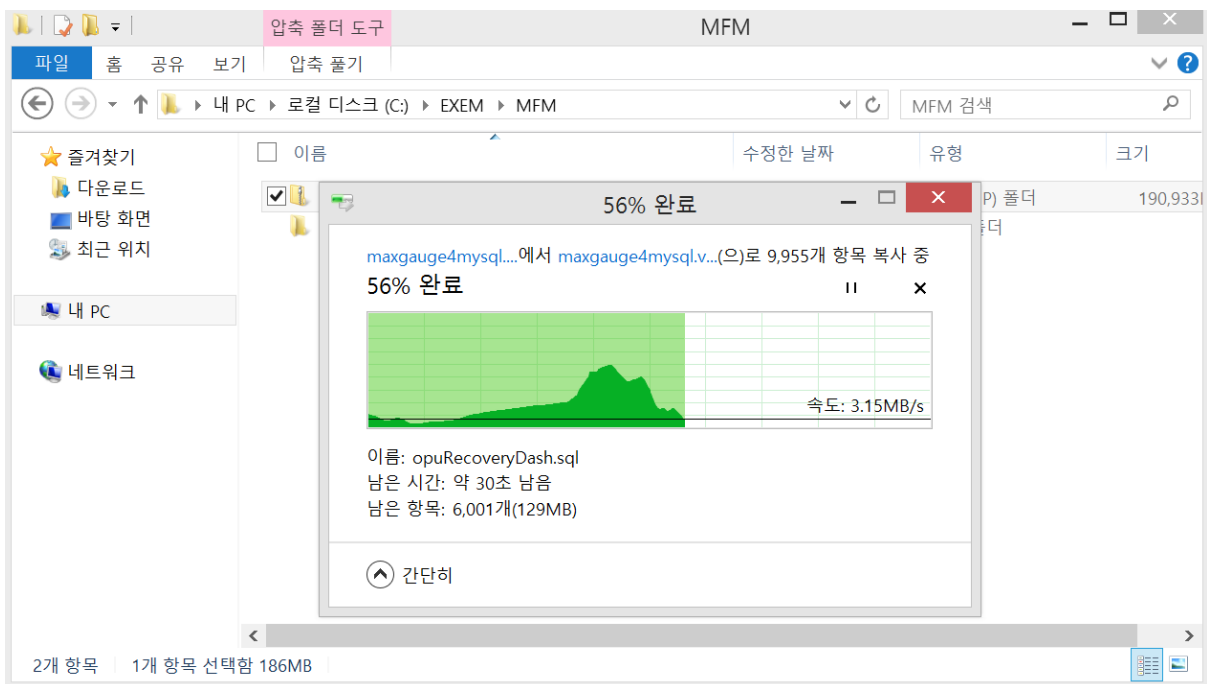 압축 폴더 도구
MFM
파일 홈 공유 보기 압축 풀기
내 PC 로컬 디스크 (C:) EXEM MFM
MFM 검색
즐겨찾기
다운로드
바탕 화면
최근 위치
내 PC
네트워크
이름 수정한 날짜 유형 크기
P) 폴더 190,933
56% 완료
maxgauge4mysql....에서 maxgauge4mysql.v...(으)로 9,955개 항목 복사 중
56% 완료
속도: 3.15MB/s
이름: opuRecoveryDash.sql
남은 시간: 약 30초 남음
남은 항목: 6,001개(129MB)
간단히
2개 항목 1개 항목 선택함 186MB